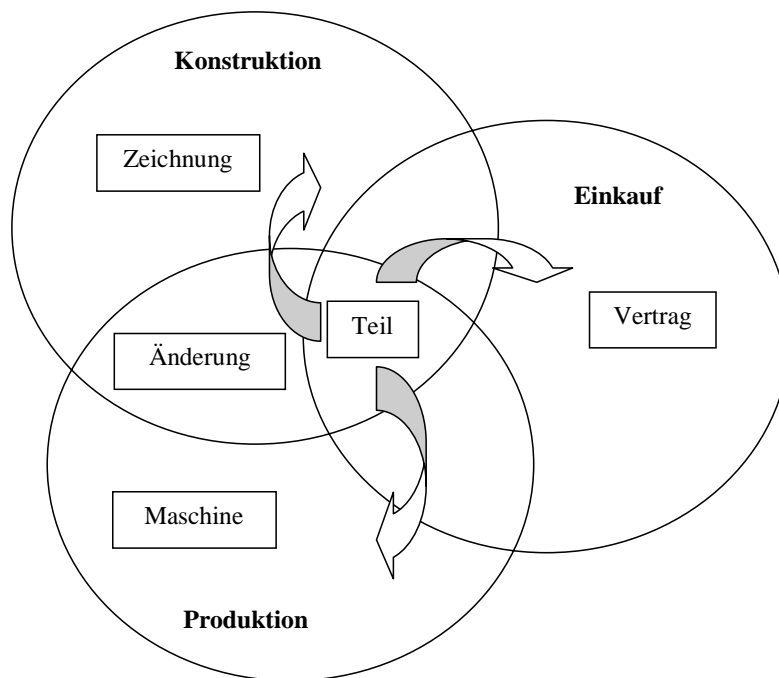 Konstruktion
Zeichnung
Einkauf
Teil
Vertrag
Änderung
Maschine
Produktion